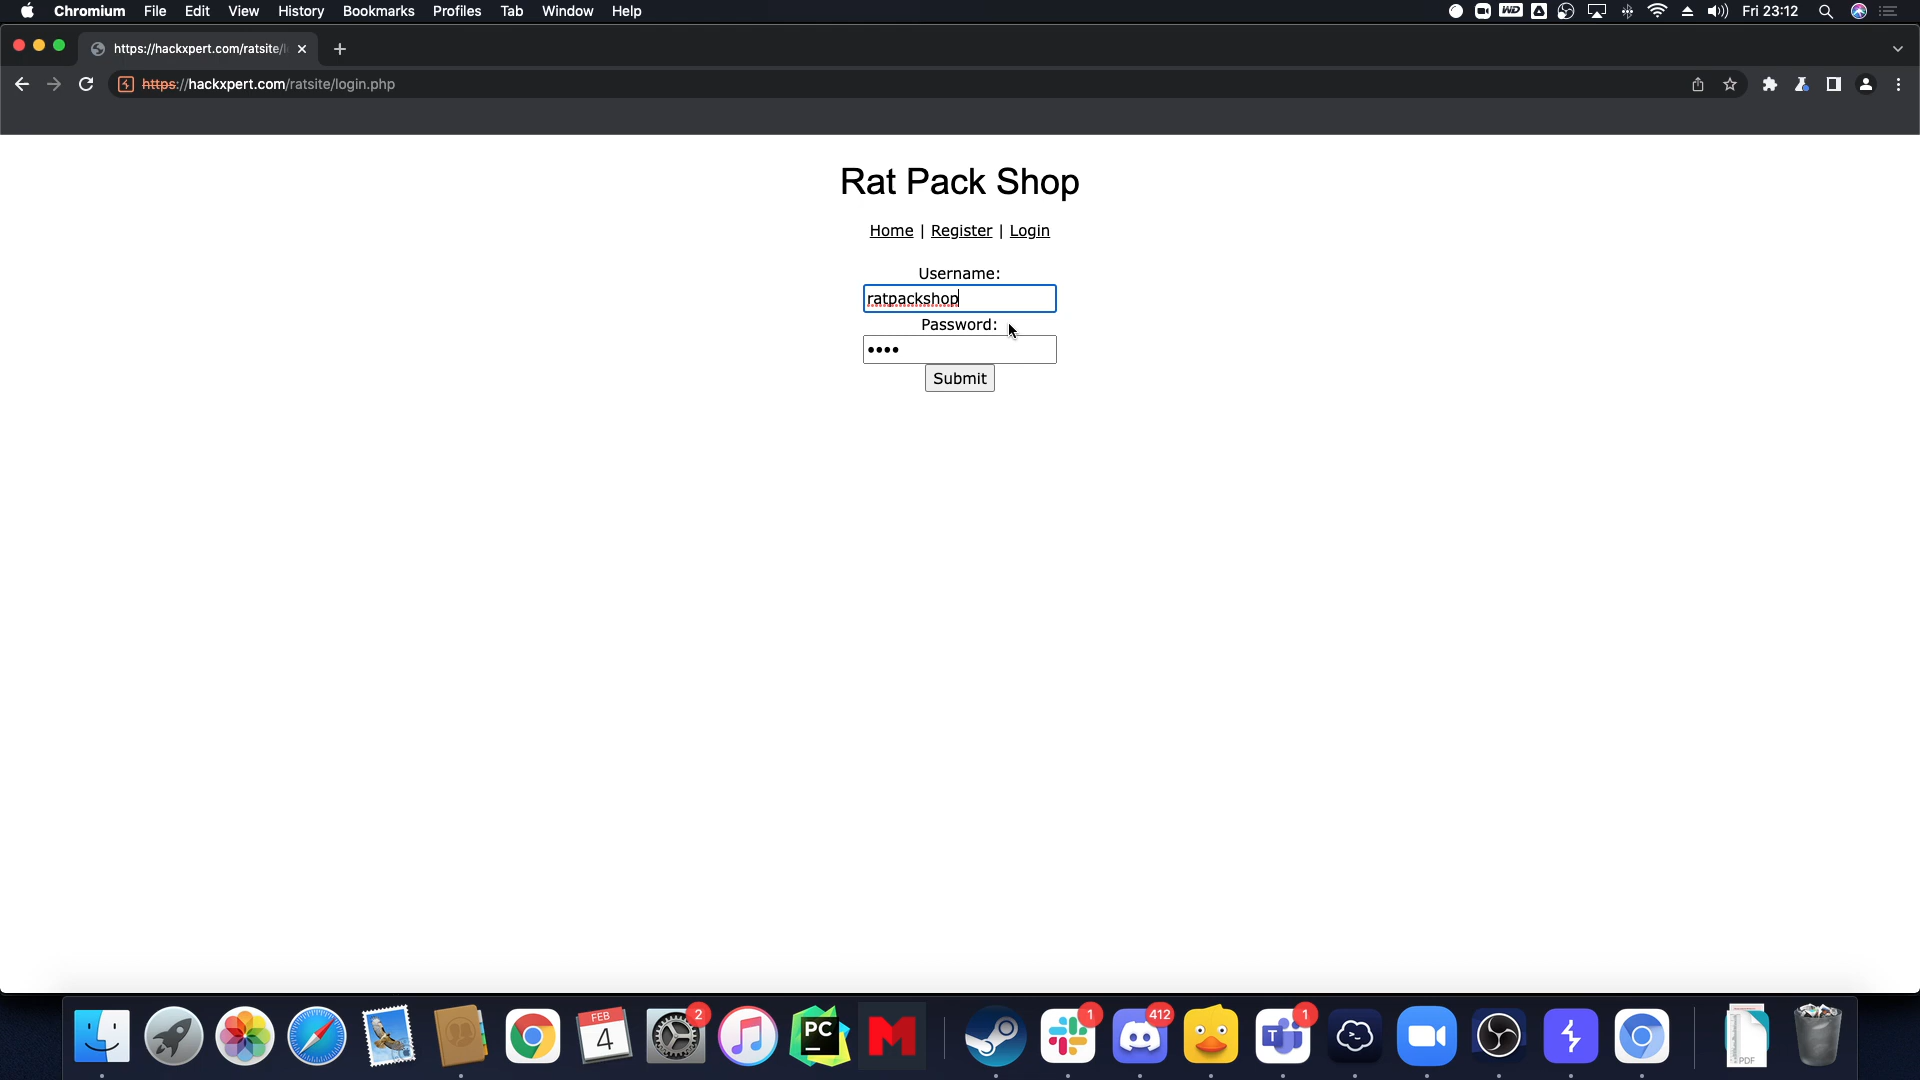 Chromium File Edit View History Bookmarks Profiles Tab Window Help WD Fri 23:12
https://hackxpert.com/ratsite/l
https://hackxpert.com/ratsite/login.php
Rat Pack Shop
Home | Register | Login
Username:
ratpackshop
Password:
••••
Submit
FEB
4
2
PC
1
412
T
1
PDF